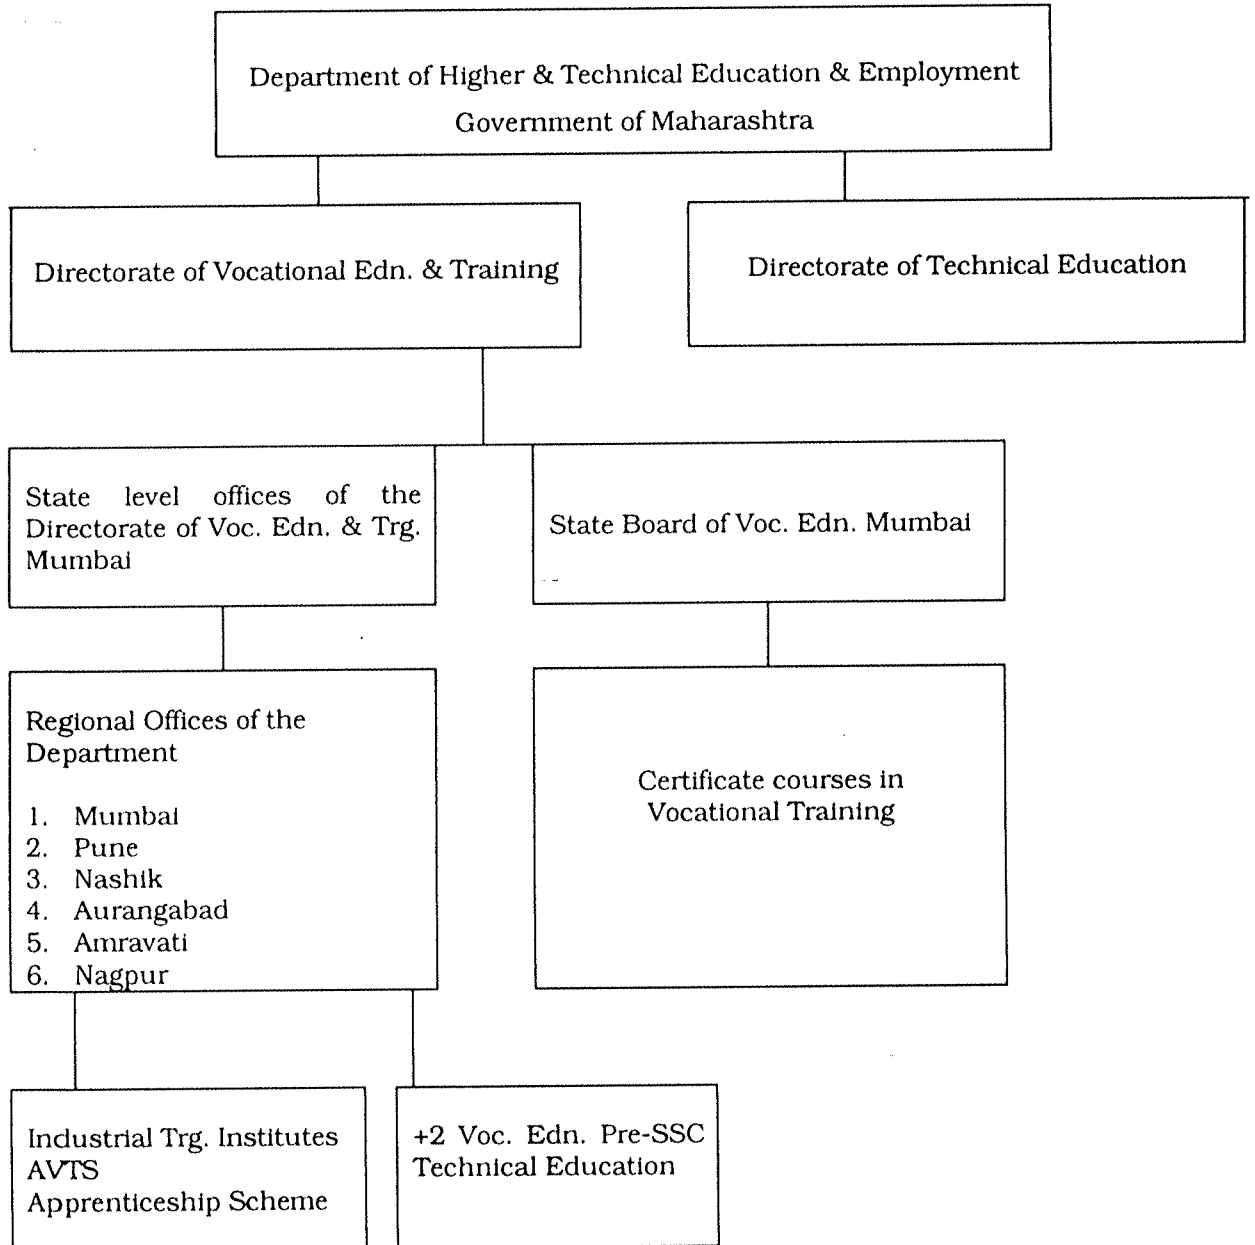 Department of Higher & Technical Education & Employment
Government of Maharashtra
Directorate of Vocational Edn. & Training
Directorate of Technical Education
State level offices of the
Directorate of Voc. Edn. & Trg.
Mumbai
State Board of Voc. Edn. Mumbai
Regional Offices of the
Department
1. Mumbai
2. Pune
3. Nashik
4. Aurangabad
5. Amravati
6. Nagpur
Certificate courses in
Vocational Training
Industrial Trg. Institutes
AVTS
Apprenticeship Scheme
+2 Voc. Edn. Pre-SSC
Technical Education